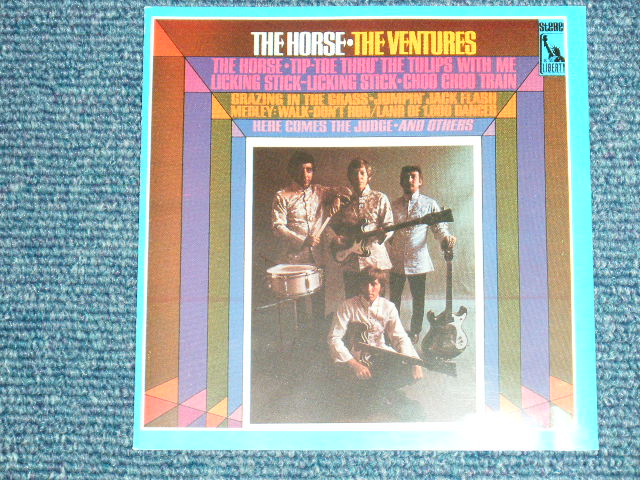 THE HORSE • THE VENTURES
Stereo
LIBERTY
THE HORSE • TIP-TOE THRO' THE TULIPS WITH ME
LICKING STICK-LICKING STICK • CHOO CHOO TRAIN
GRAZING IN THE GRASS • JUMPIN' JACK FLASH
MEDLEY: WALK-DON'T RUN/LAND OF 1000 DANCES
HERE COMES THE JUDGE • AND OTHERS